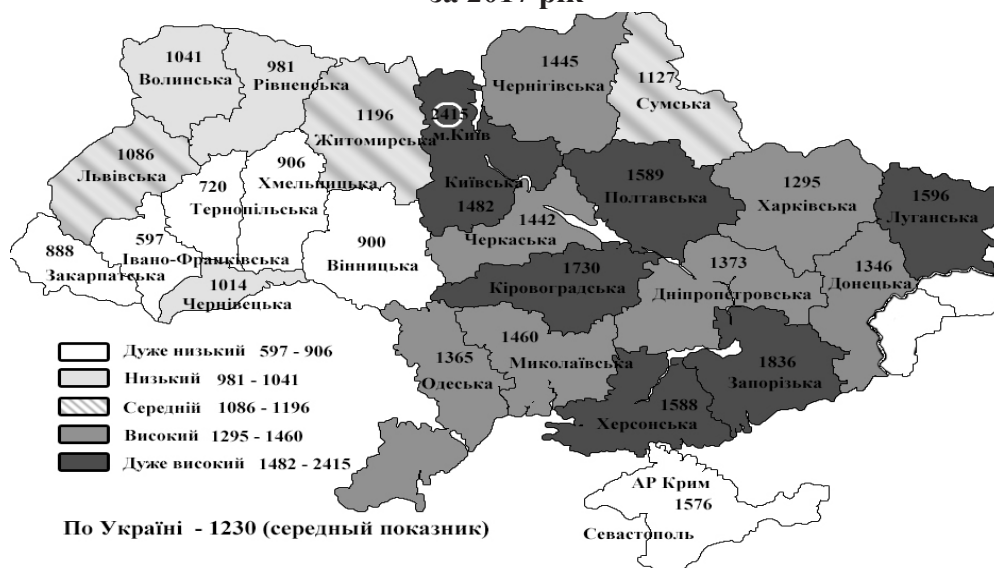 за 2017 рік
1041
Волинська
981
Рівненська
1196
Житомирська
2415
м.Київ
1445
Чернігівська
1127
Сумська
1086
Львівська
720
Тернопільська
906
Хмельницька
Київська
1482
1589
Полтавська
1295
Харківська
1596
Луганська
888
Закарпатська
597
Івано-Франківська
1014
Чернівецька
900
Вінницька
1442
Черкаська
1730
Кіровоградська
1373
Дніпропетровська
1346
Донецька
1365
Одеська
1460
Миколаївська
1836
Запорізька
1588
Херсонська
АР Крим
1576
Севастополь
Дуже низький 597 - 906
Низький 981 - 1041
Середній 1086 - 1196
Високий 1295 - 1460
Дуже високий 1482 - 2415
По Україні - 1230 (середный показник)